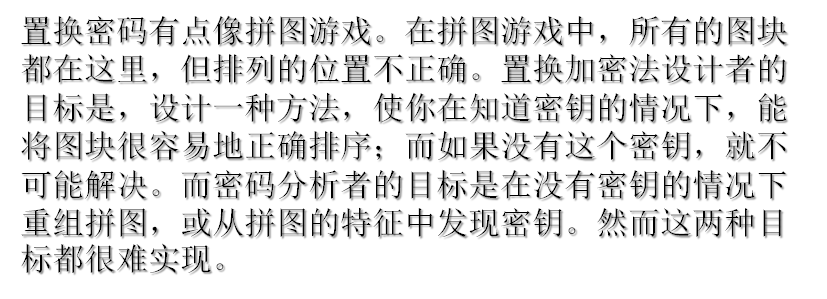 置换密码有点像拼图游戏。在拼图游戏中，所有的图块
都在这里，但排列的位置不正确。置换加密法设计者的
目标是，设计一种方法，使你在知道密钥的情况下，能
将图块很容易地正确排序；而如果没有这个密钥，就不
可能解决。而密码分析者的目标是在没有密钥的情况下
重组拼图，或从拼图的特征中发现密钥。然而这两种目
标都很难实现。